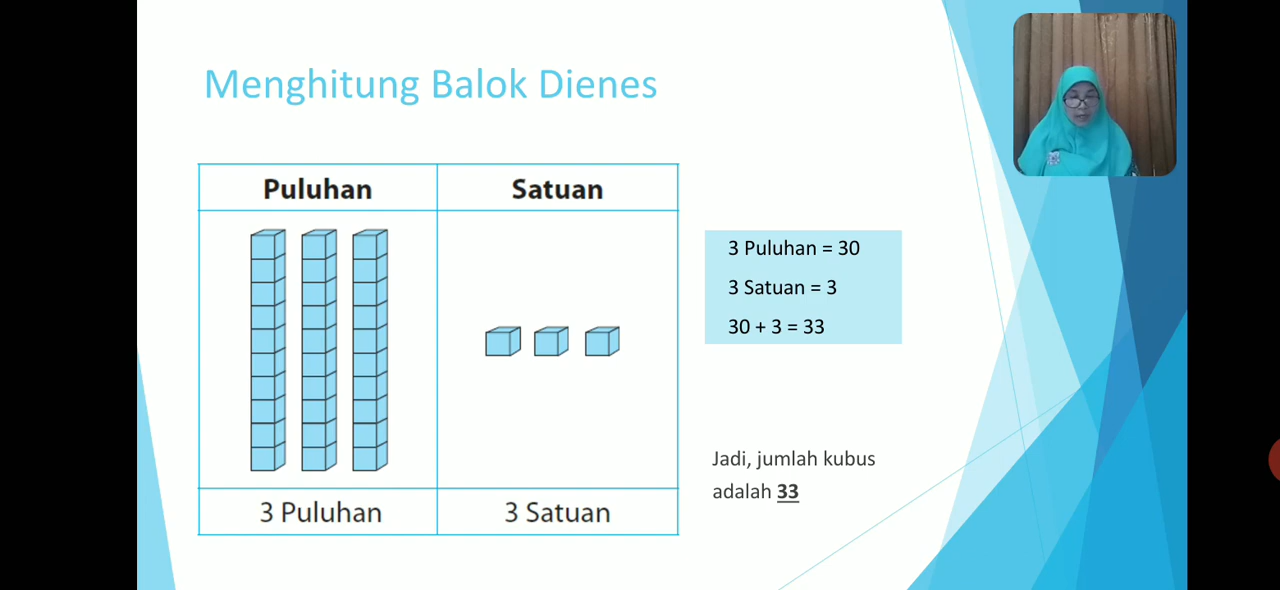 Menghitung Balok Dienes
Puluhan
Satuan
3 Puluhan
3 Satuan
3 Puluhan = 30
3 Satuan = 3
30 + 3 = 33
Jadi, jumlah kubus
adalah 33